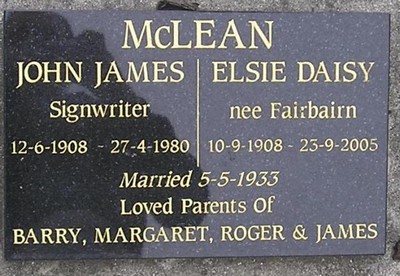 McLEAN
JOHN JAMES ELSIE DAISY
Signwriter nee Fairbairn
12-6-1908 - 27-4-1980 10-9-1908 - 23-9-2005
Married 5-5-1933
Loved Parents Of
BARRY, MARGARET, ROGER & JAMES